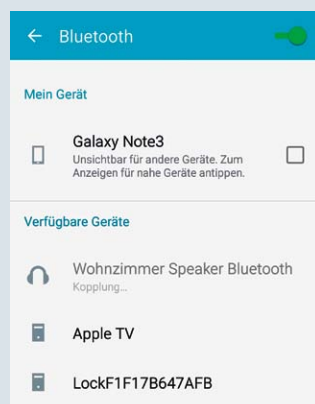 Bluetooth
Mein Gerät
Galaxy Note3
Unsichtbar für andere Geräte. Zum
Anzeigen für nahe Geräte antippen.
Verfügbare Geräte
Wohnzimmer Speaker Bluetooth
Kopplung...
Apple TV
LockF1F17B647AFB